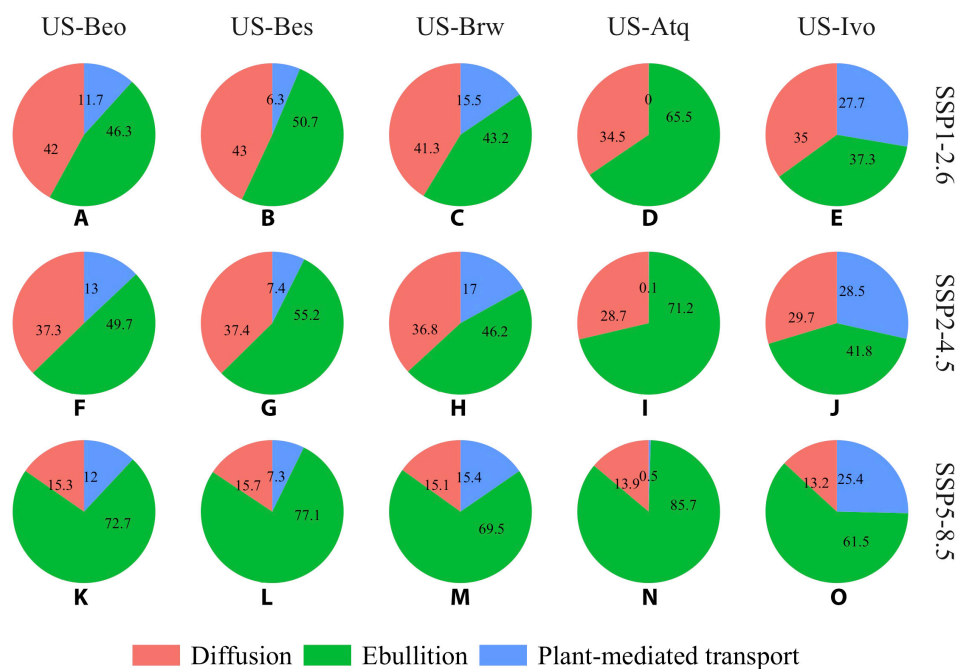 US-Beo US-Bes US-Brw US-Atq US-Ivo
SSP1-2.6
11.7 46.3 42
6.3 50.7 43
15.5 43.2 41.3
0 65.5 34.5
27.7 37.3 35
A B C D E
SSP2-4.5
13 49.7 37.3
7.4 55.2 37.4
17 46.2 36.8
0.1 71.2 28.7
28.5 41.8 29.7
F G H I J
SSP5-8.5
12 72.7 15.3
7.3 77.1 15.7
15.4 69.5 15.1
0.5 85.7 13.9
25.4 61.5 13.2
K L M N O
Diffusion Ebullition Plant-mediated transport